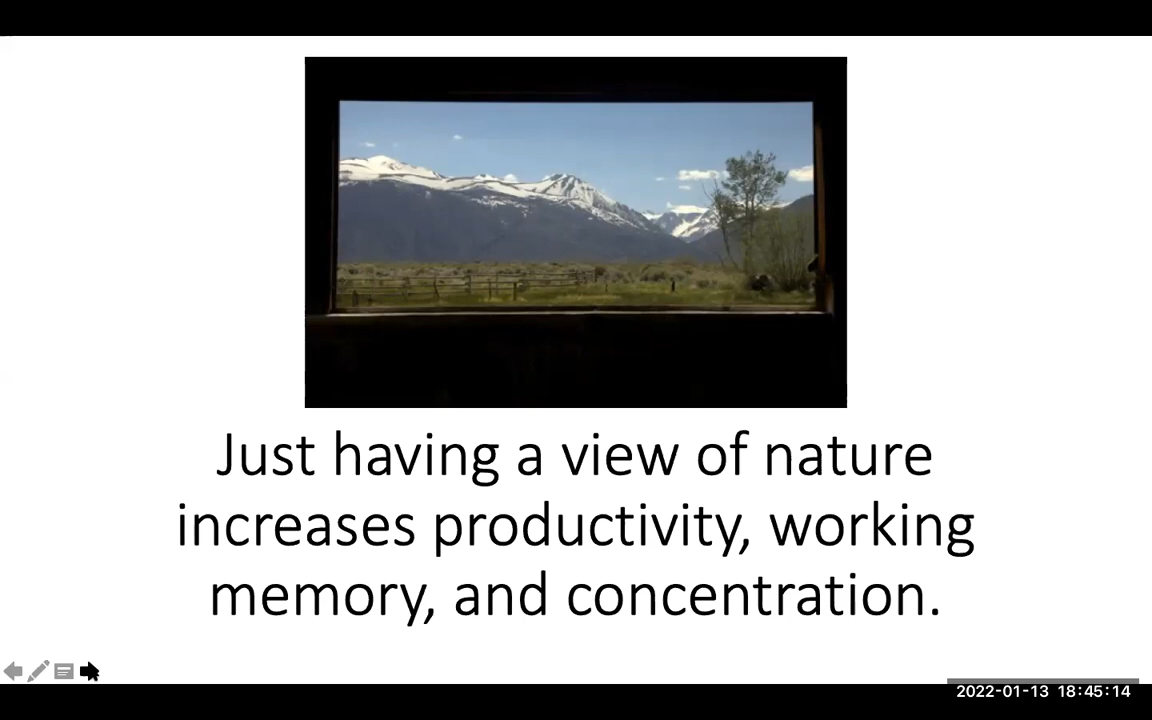 Just having a view of nature
increases productivity, working
memory, and concentration.
2022-01-13 18:45:14